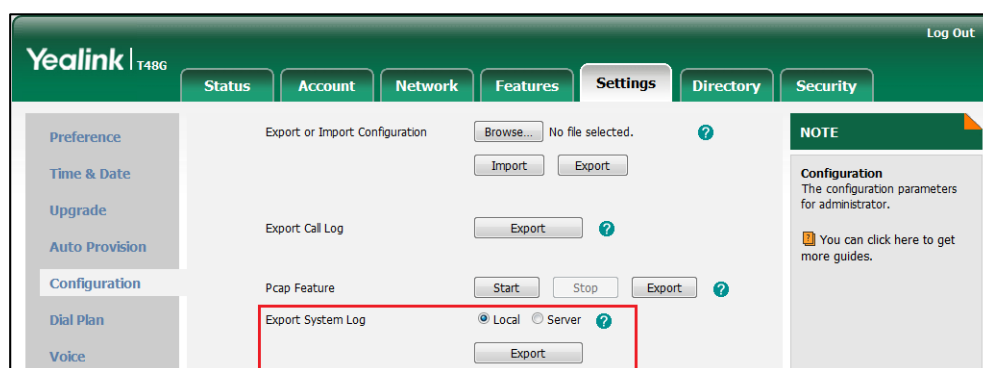 Log Out
Yealink T48G
Status Account Network Features Settings Directory Security
Preference
Time & Date
Upgrade
Auto Provision
Configuration
Dial Plan
Voice
Export or Import Configuration Browse... No file selected. ?
Import Export
Export Call Log Export ?
Pcap Feature Start Stop Export ?
Export System Log Local Server ?
Export
NOTE
Configuration
The configuration parameters
for administrator.
? You can click here to get
more guides.